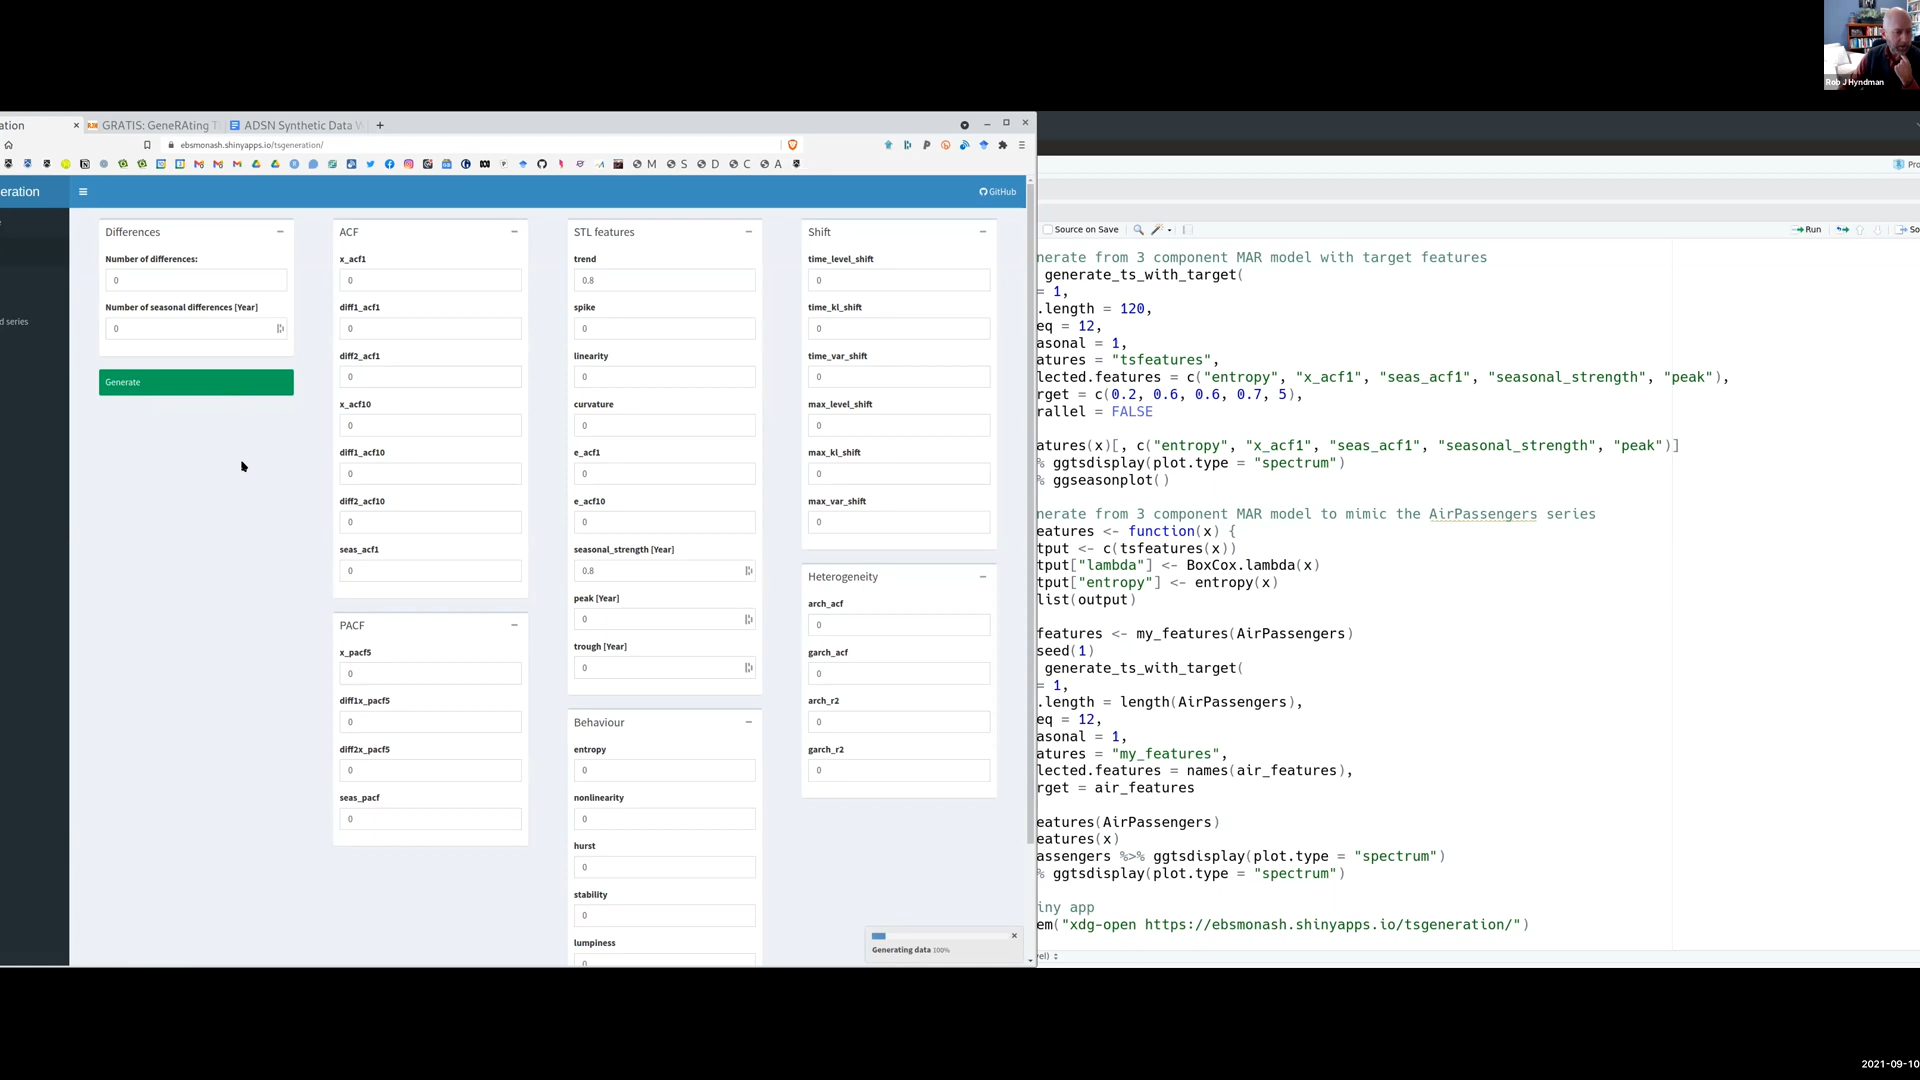 Rob J Hyndman
ation
GRATIS: GeneRAting T
ADSN Synthetic Data W
ebsmonash.shinyapps.io/tsgeneration/
M
S
D
C
A
eration
GitHub
d series
Differences
Number of differences:
0
Number of seasonal differences [Year]
0
Generate
ACF
x_acf1
0
diff1_acf1
0
diff2_acf1
0
x_acf10
0
diff1_acf10
0
diff2_acf10
0
seas_acf1
0
PACF
x_pacf5
0
diff1x_pacf5
0
diff2x_pacf5
0
seas_pacf
0
STL features
trend
0.8
spike
0
linearity
0
curvature
0
e_acf1
0
e_acf10
0
seasonal_strength [Year]
0.8
peak [Year]
0
trough [Year]
0
Behaviour
entropy
0
nonlinearity
0
hurst
0
stability
0
lumpiness
0
Shift
time_level_shift
0
time_kl_shift
0
time_var_shift
0
max_level_shift
0
max_kl_shift
0
max_var_shift
0
Heterogeneity
arch_acf
0
garch_acf
0
arch_r2
0
garch_r2
0
Generating data 100%
Pro
Source on Save
Run
So
nerate from 3 component MAR model with target features
generate_ts_with_target(
= 1,
.length = 120,
eq = 12,
asonal = 1,
atures = "tsfeatures",
lected.features = c("entropy", "x_acf1", "seas_acf1", "seasonal_strength", "peak"),
rget = c(0.2, 0.6, 0.6, 0.7, 5),
rallel = FALSE
atures(x)[, c("entropy", "x_acf1", "seas_acf1", "seasonal_strength", "peak")]
% ggtsdisplay(plot.type = "spectrum")
% ggseasonplot()
nerate from 3 component MAR model to mimic the AirPassengers series
eatures <- function(x) {
tput <- c(tsfeatures(x))
tput["lambda"] <- BoxCox.lambda(x)
tput["entropy"] <- entropy(x)
list(output)
features <- my_features(AirPassengers)
seed(1)
generate_ts_with_target(
= 1,
.length = length(AirPassengers),
eq = 12,
asonal = 1,
atures = "my_features",
lected.features = names(air_features),
rget = air_features
eatures(AirPassengers)
eatures(x)
assengers %>% ggtsdisplay(plot.type = "spectrum")
% ggtsdisplay(plot.type = "spectrum")
iny app
em("xdg-open https://ebsmonash.shinyapps.io/tsgeneration/")
vel)
2021-09-10